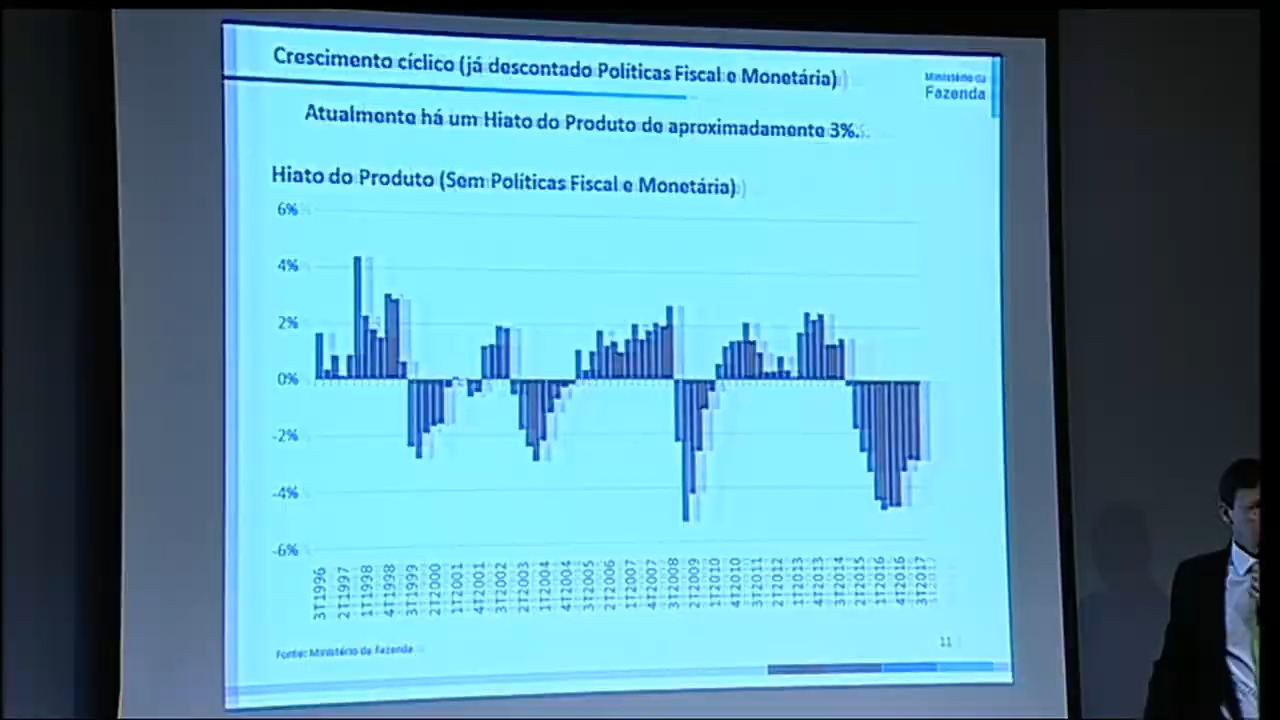 Crescimento cíclico (já descontado Políticas Fiscal e Monetária)
Ministério da
Fazenda
Atualmente há um Hiato do Produto de aproximadamente 3%.
Hiato do Produto (Sem Políticas Fiscal e Monetária)
6%
4%
2%
0%
-2%
-4%
-6%
3T1996
2T1997
1T1998
4T1998
3T1999
2T2000
1T2001
4T2001
3T2002
2T2003
1T2004
4T2004
3T2005
2T2006
1T2007
4T2007
3T2008
2T2009
1T2010
4T2010
3T2011
2T2012
1T2013
4T2013
3T2014
2T2015
1T2016
4T2016
3T2017
Fonte: Ministério da Fazenda
11